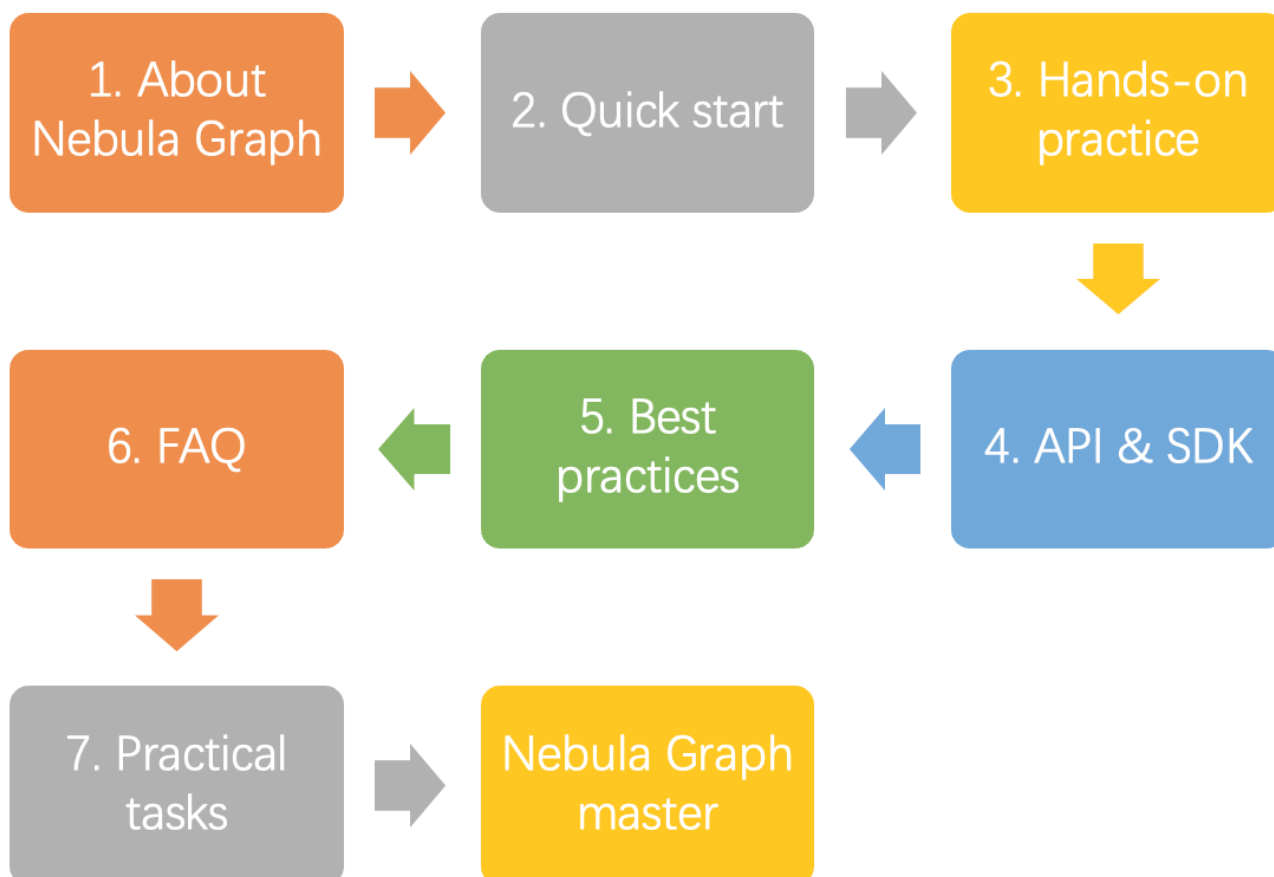 1. About
Nebula Graph
2. Quick start
3. Hands-on
practice
4. API & SDK
5. Best
practices
6. FAQ
7. Practical
tasks
Nebula Graph
master